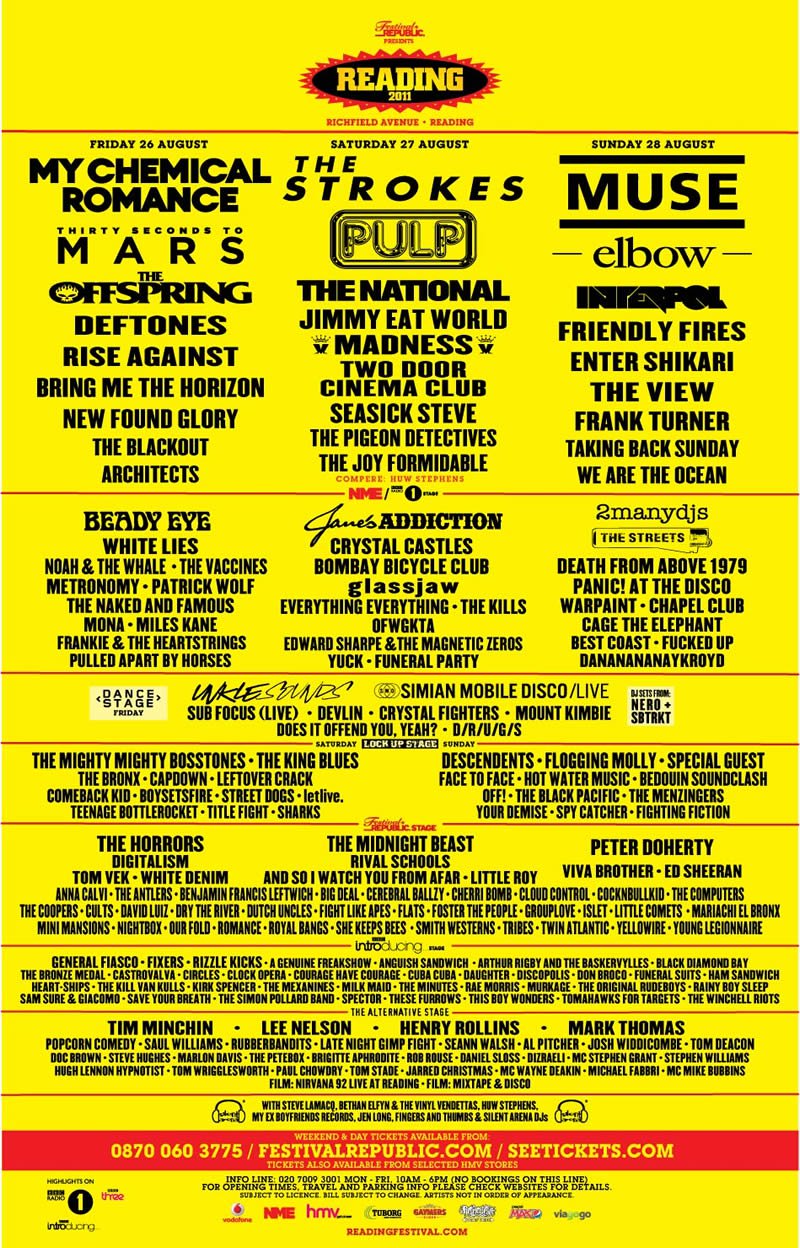 Festival REPUBLIC
PRESENTS
READING
2011
RICHFIELD AVENUE • READING
FRIDAY 26 AUGUST
MY CHEMICAL
ROMANCE
THIRTY SECONDS TO
MARS
THE
OFFSPRING
DEFTONES
RISE AGAINST
BRING ME THE HORIZON
NEW FOUND GLORY
THE BLACKOUT
ARCHITECTS
SATURDAY 27 AUGUST
THE
STROKES
PULP
THE NATIONAL
JIMMY EAT WORLD
MADNESS
TWO DOOR
CINEMA CLUB
SEASICK STEVE
THE PIGEON DETECTIVES
THE JOY FORMIDABLE
COMPERE: HUW STEPHENS
SUNDAY 28 AUGUST
MUSE
elbow
INTERPOL
FRIENDLY FIRES
ENTER SHIKARI
THE VIEW
FRANK TURNER
TAKING BACK SUNDAY
WE ARE THE OCEAN
NME / BBC RADIO 1 STAGE
BEADY EYE
WHITE LIES
NOAH & THE WHALE • THE VACCINES
METRONOMY • PATRICK WOLF
THE NAKED AND FAMOUS
MONA • MILES KANE
FRANKIE & THE HEARTSTRINGS
PULLED APART BY HORSES
Jane's ADDICTION
CRYSTAL CASTLES
BOMBAY BICYCLE CLUB
glassjaw
EVERYTHING EVERYTHING • THE KILLS
OFWGKTA
EDWARD SHARPE & THE MAGNETIC ZEROS
YUCK • FUNERAL PARTY
2manydjs
THE STREETS
DEATH FROM ABOVE 1979
PANIC! AT THE DISCO
WARPAINT • CHAPEL CLUB
CAGE THE ELEPHANT
BEST COAST • FUCKED UP
DANANANANAYKROYD
<DANCE>
STAGE
FRIDAY
UNKLE SOUNDS SMD SIMIAN MOBILE DISCO/LIVE
SUB FOCUS (LIVE) • DEVLIN • CRYSTAL FIGHTERS • MOUNT KIMBIE
DOES IT OFFEND YOU, YEAH? • D/R/U/G/S
DJ SETS FROM:
NERO +
SBTRKT
SATURDAY LOCK UP STAGE SUNDAY
THE MIGHTY MIGHTY BOSSTONES • THE KING BLUES
THE BRONX • CAPDOWN • LEFTOVER CRACK
COMEBACK KID • BOYSETSFIRE • STREET DOGS • letlive.
TEENAGE BOTTLEROCKET • TITLE FIGHT • SHARKS
DESCENDENTS • FLOGGING MOLLY • SPECIAL GUEST
FACE TO FACE • HOT WATER MUSIC • BEDOUIN SOUNDCLASH
OFF! • THE BLACK PACIFIC • THE MENZINGERS
YOUR DEMISE • SPY CATCHER • FIGHTING FICTION
Festival REPUBLIC STAGE
THE HORRORS
DIGITALISM
TOM VEK • WHITE DENIM
THE MIDNIGHT BEAST
RIVAL SCHOOLS
AND SO I WATCH YOU FROM AFAR • LITTLE ROY
PETER DOHERTY
VIVA BROTHER • ED SHEERAN
ANNA CALVI • THE ANTLERS • BENJAMIN FRANCIS LEFTWICH • BIG DEAL • CEREBRAL BALLZY • CHERRI BOMB • CLOUD CONTROL • COCKNBULLKID • THE COMPUTERS
THE COOPERS • CULTS • DAVID LUIZ • DRY THE RIVER • DUTCH UNCLES • FIGHT LIKE APES • FLATS • FOSTER THE PEOPLE • GROUPLOVE • ISLET • LITTLE COMETS • MARIACHI EL BRONX
MINI MANSIONS • NIGHTBOX • OUR FOLD • ROMANCE • ROYAL BANGS • SHE KEEPS BEES • SMITH WESTERNS • TRIBES • TWIN ATLANTIC • YELLOWIRE • YOUNG LEGIONNAIRE
BBC introducing... STAGE
GENERAL FIASCO • FIXERS • RIZZLE KICKS • A GENUINE FREAKSHOW • ANGUISH SANDWICH • ARTHUR RIGBY AND THE BASKERVYLLES • BLACK DIAMOND BAY
THE BRONZE MEDAL • CASTROVALVA • CIRCLES • CLOCK OPERA • COURAGE HAVE COURAGE • CUBA CUBA • DAUGHTER • DISCOPOLIS • DON BROCO • FUNERAL SUITS • HAM SANDWICH
HEART-SHIPS • THE KILL VAN KULLS • KIRK SPENCER • THE MEXANINES • MILK MAID • THE MINUTES • RAE MORRIS • MURKAGE • THE ORIGINAL RUDEBOYS • RAINY BOY SLEEP
SAM SURE & GIACOMO • SAVE YOUR BREATH • THE SIMON POLLARD BAND • SPECTOR • THESE FURROWS • THIS BOY WONDERS • TOMAHAWKS FOR TARGETS • THE WINCHELL RIOTS
THE ALTERNATIVE STAGE
TIM MINCHIN • LEE NELSON • HENRY ROLLINS • MARK THOMAS
POPCORN COMEDY • SAUL WILLIAMS • RUBBERBANDITS • LATE NIGHT GIMP FIGHT • SEANN WALSH • AL PITCHER • JOSH WIDDICOMBE • TOM DEACON
DOC BROWN • STEVE HUGHES • MARLON DAVIS • THE PETEBOX • BRIGITTE APHRODITE • ROB ROUSE • DANIEL SLOSS • DIZRAELI • MC STEPHEN GRANT • STEPHEN WILLIAMS
HUGH LENNON HYPNOTIST • TOM WRIGGLESWORTH • PAUL CHOWDRY • TOM STADE • JARRED CHRISTMAS • MC WAYNE DEAKIN • MICHAEL FABBRI • MC MIKE BUBBINS
FILM: NIRVANA 92 LIVE AT READING • FILM: MIXTAPE & DISCO
WITH STEVE LAMACQ, BETHAN ELFYN & THE VINYL VENDETTAS, HUW STEPHENS,
MY EX BOYFRIENDS RECORDS, JEN LONG, FINGERS AND THUMBS & SILENT ARENA DJs
WEEKEND & DAY TICKETS AVAILABLE FROM:
0870 060 3775 / FESTIVALREPUBLIC.COM / SEETICKETS.COM
TICKETS ALSO AVAILABLE FROM SELECTED HMV STORES
HIGHLIGHTS ON
BBC RADIO 1 BBC three
BBC introducing...
INFO LINE: 020 7009 3001 MON - FRI, 10AM - 6PM (NO BOOKINGS ON THIS LINE)
FOR OPENING TIMES, TRAVEL AND PARKING INFO PLEASE CHECK WEBSITES FOR DETAILS.
SUBJECT TO LICENCE. BILL SUBJECT TO CHANGE. ARTISTS NOT IN ORDER OF APPEARANCE.
vodafone NME hmv TUBORG GAYMERS MAX viagogo
READINGFESTIVAL.COM